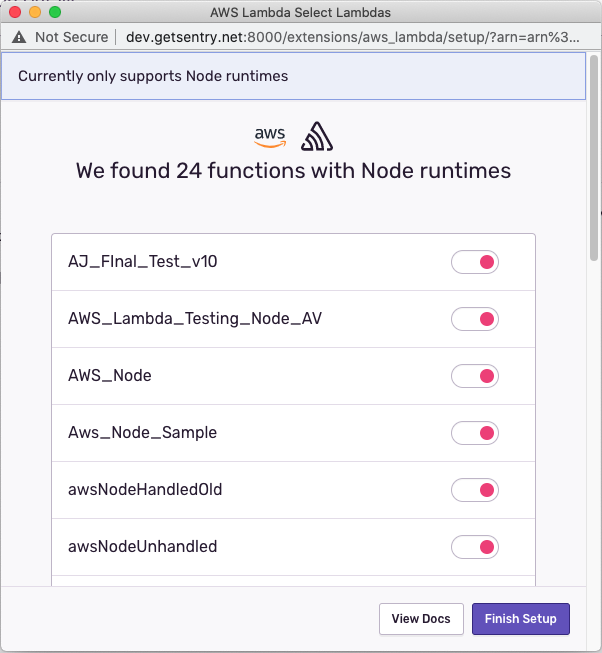 AWS Lambda Select Lambdas
Not Secure | dev.getsentry.net:8000/extensions/aws_lambda/setup/?arn=arn%3...
Currently only supports Node runtimes
aws
We found 24 functions with Node runtimes
AJ_FInal_Test_v10
AWS_Lambda_Testing_Node_AV
AWS_Node
Aws_Node_Sample
awsNodeHandledOld
awsNodeUnhandled
View Docs
Finish Setup